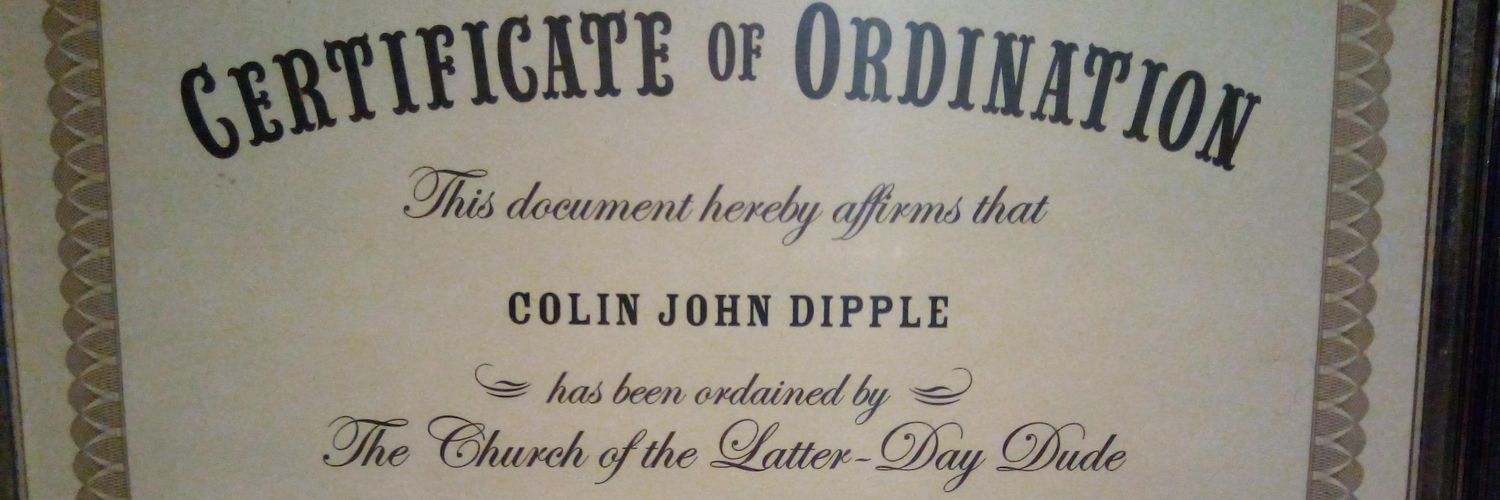 CERTIFICATE OF ORDINATION
This document hereby affirms that
COLIN JOHN DIPPLE
has been ordained by
The Church of the Latter-Day Dude